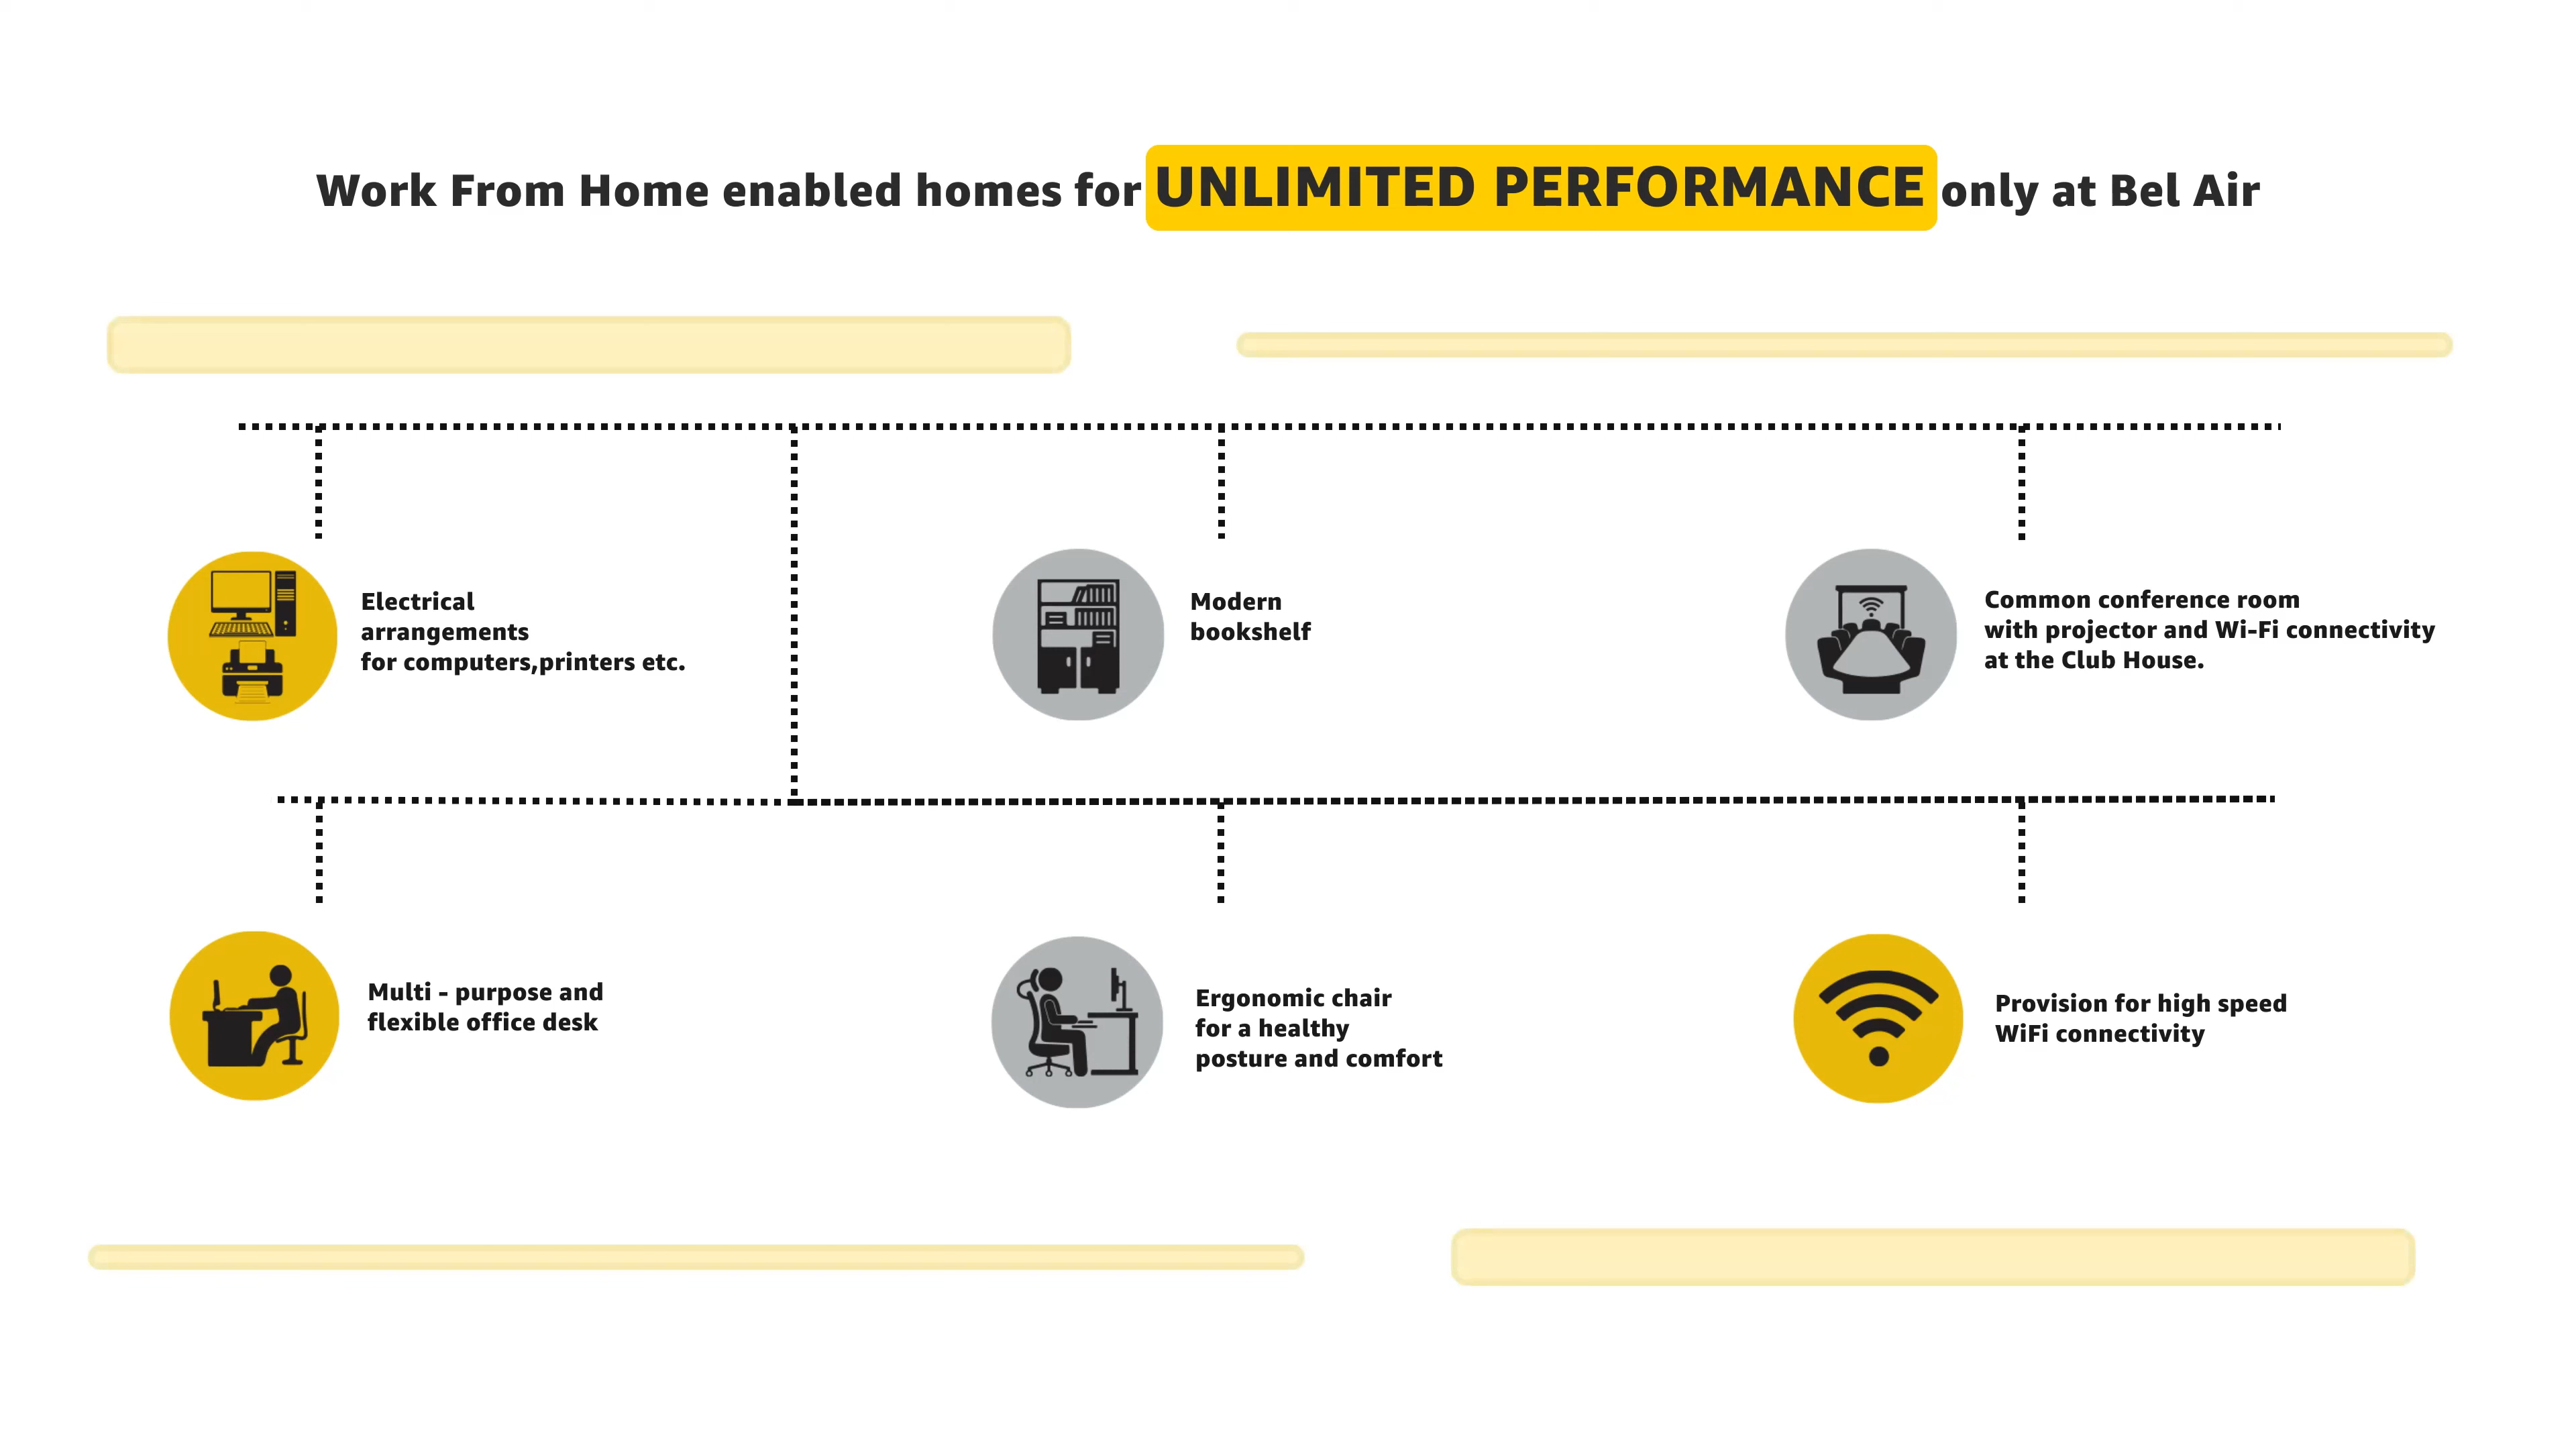 Work From Home enabled homes for UNLIMITED PERFORMANCE only at Bel Air
Electrical
arrangements
for computers,printers etc.
Modern
bookshelf
Common conference room
with projector and Wi-Fi connectivity
at the Club House.
Multi - purpose and
flexible office desk
Ergonomic chair
for a healthy
posture and comfort
Provision for high speed
WiFi connectivity